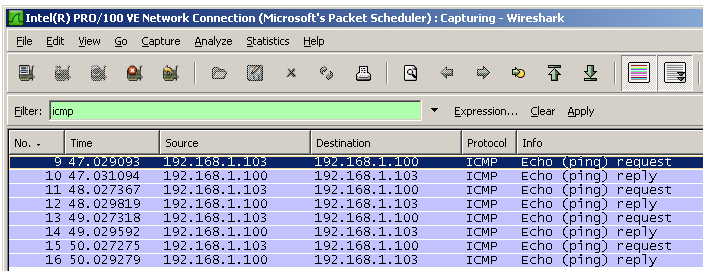 Intel(R) PRO/100 VE Network Connection (Microsoft's Packet Scheduler) : Capturing - Wireshark
File Edit View Go Capture Analyze Statistics Help
Filter: icmp Expression... Clear Apply
No. Time Source Destination Protocol Info
9 47.029093 192.168.1.103 192.168.1.100 ICMP Echo (ping) request
10 47.031094 192.168.1.100 192.168.1.103 ICMP Echo (ping) reply
11 48.027367 192.168.1.103 192.168.1.100 ICMP Echo (ping) request
12 48.029819 192.168.1.100 192.168.1.103 ICMP Echo (ping) reply
13 49.027318 192.168.1.103 192.168.1.100 ICMP Echo (ping) request
14 49.029592 192.168.1.100 192.168.1.103 ICMP Echo (ping) reply
15 50.027275 192.168.1.103 192.168.1.100 ICMP Echo (ping) request
16 50.029279 192.168.1.100 192.168.1.103 ICMP Echo (ping) reply